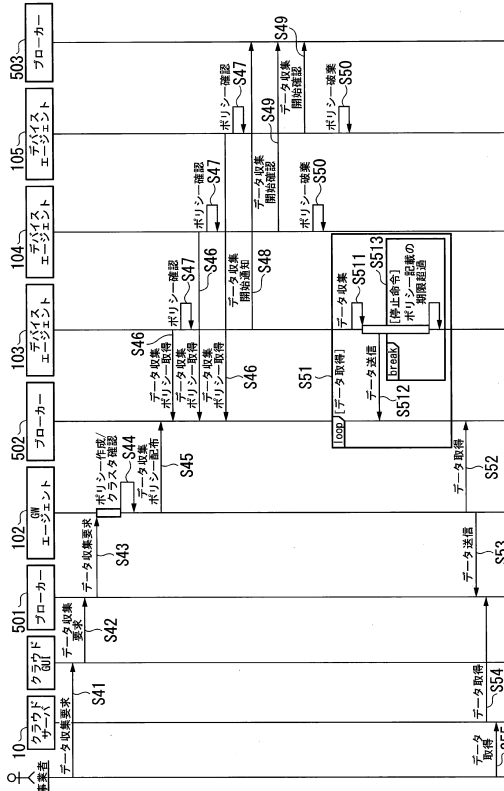 事業者
10
クラウド
サーバ
クラウド
GUI
501
ブローカー
102
GW
エージェント
502
ブローカー
103
デバイス
エージェント
104
デバイス
エージェント
105
デバイス
エージェント
503
ブローカー
データ収集要求
S41
データ収集
要求
S42
データ収集要求
S43
ポリシー作成/
クラスタ確認
S44
データ収集
ポリシー配布
S45
データ収集
ポリシー取得
S46
データ収集
ポリシー取得
S46
データ収集
ポリシー取得
S46
ポリシー確認
S47
ポリシー確認
S47
ポリシー確認
S47
データ収集
開始通知
S48
データ収集
開始確認
S49
データ収集
開始確認
S49
ポリシー破棄
S50
ポリシー破棄
S50
S51
loop
[データ取得]
データ収集
S511
データ送信
S512
S513
break
[停止命令]
ポリシー記載の
期限超過
データ取得
S52
データ送信
S53
データ取得
S54
データ
取得
S55